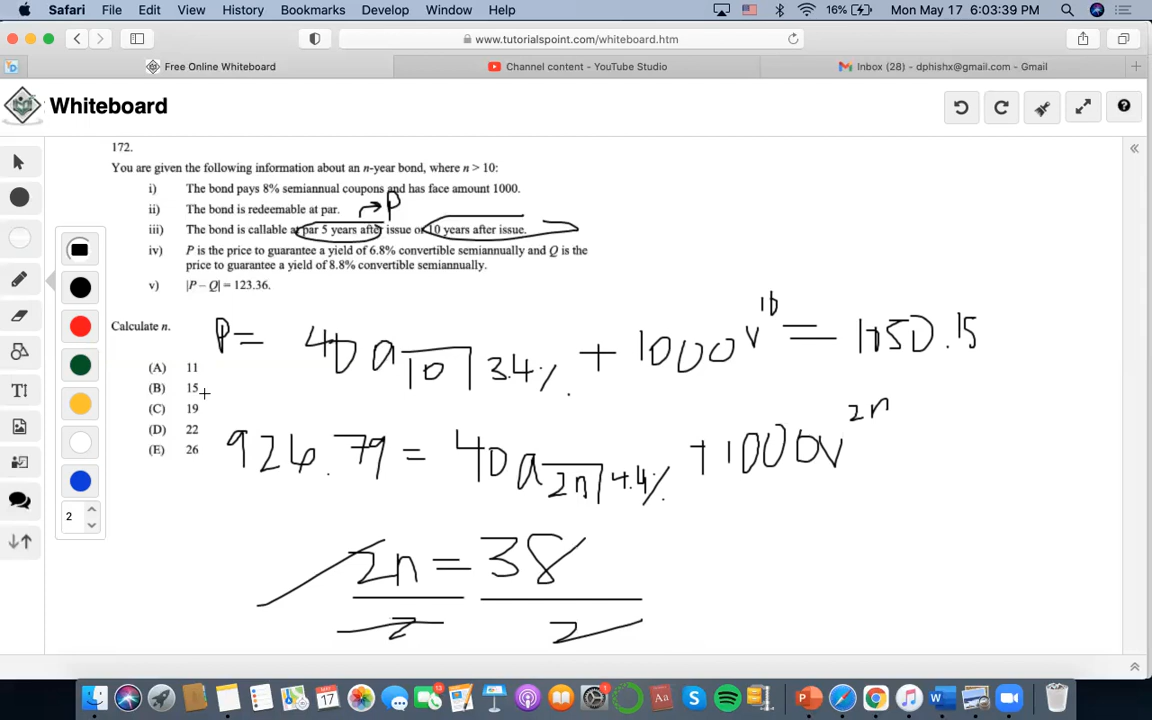 Safari File Edit View History Bookmarks Develop Window Help 16% Mon May 17 6:03:39 PM
www.tutorialspoint.com/whiteboard.htm
Free Online Whiteboard Channel content - YouTube Studio Inbox (28) - dphishx@gmail.com - Gmail
Whiteboard
172.
You are given the following information about an n-year bond, where n > 10:
i) The bond pays 8% semiannual coupons and has face amount 1000.
ii) The bond is redeemable at par.
→ P
iii) The bond is callable at par 5 years after issue or 10 years after issue.
iv) P is the price to guarantee a yield of 6.8% convertible semiannually and Q is the
price to guarantee a yield of 8.8% convertible semiannually.
v) |P − Q| = 123.36.
Calculate n.
P = 40 a 10 3.4% + 1000 v 10 = 1050.15
(A) 11
(B) 15
(C) 19
(D) 22
(E) 26
926.79 = 40 a 2n 4.4% + 1000v 2n
2
2n = 38
2 2
17 13